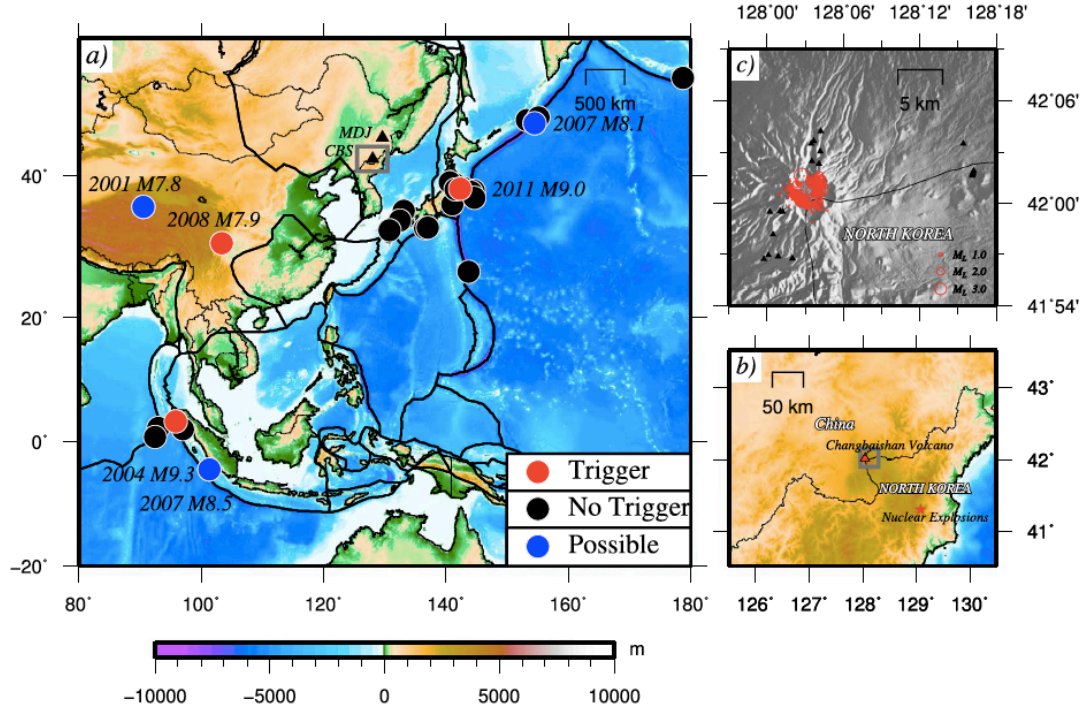 a)
500 km
2007 M8.1
MDJ
CBS
2001 M7.8
2011 M9.0
2008 M7.9
2004 M9.3
2007 M8.5
Trigger
No Trigger
Possible
40°
20°
0°
−20°
80° 100° 120° 140° 160° 180°
m
−10000 −5000 0 5000 10000
128°00' 128°06' 128°12' 128°18'
c)
5 km
42°06'
42°00'
41°54'
NORTH KOREA
M_L 1.0
M_L 2.0
M_L 3.0
b)
50 km
China
Changbaishan Volcano
NORTH KOREA
Nuclear Explosions
43°
42°
41°
126° 127° 128° 129° 130°